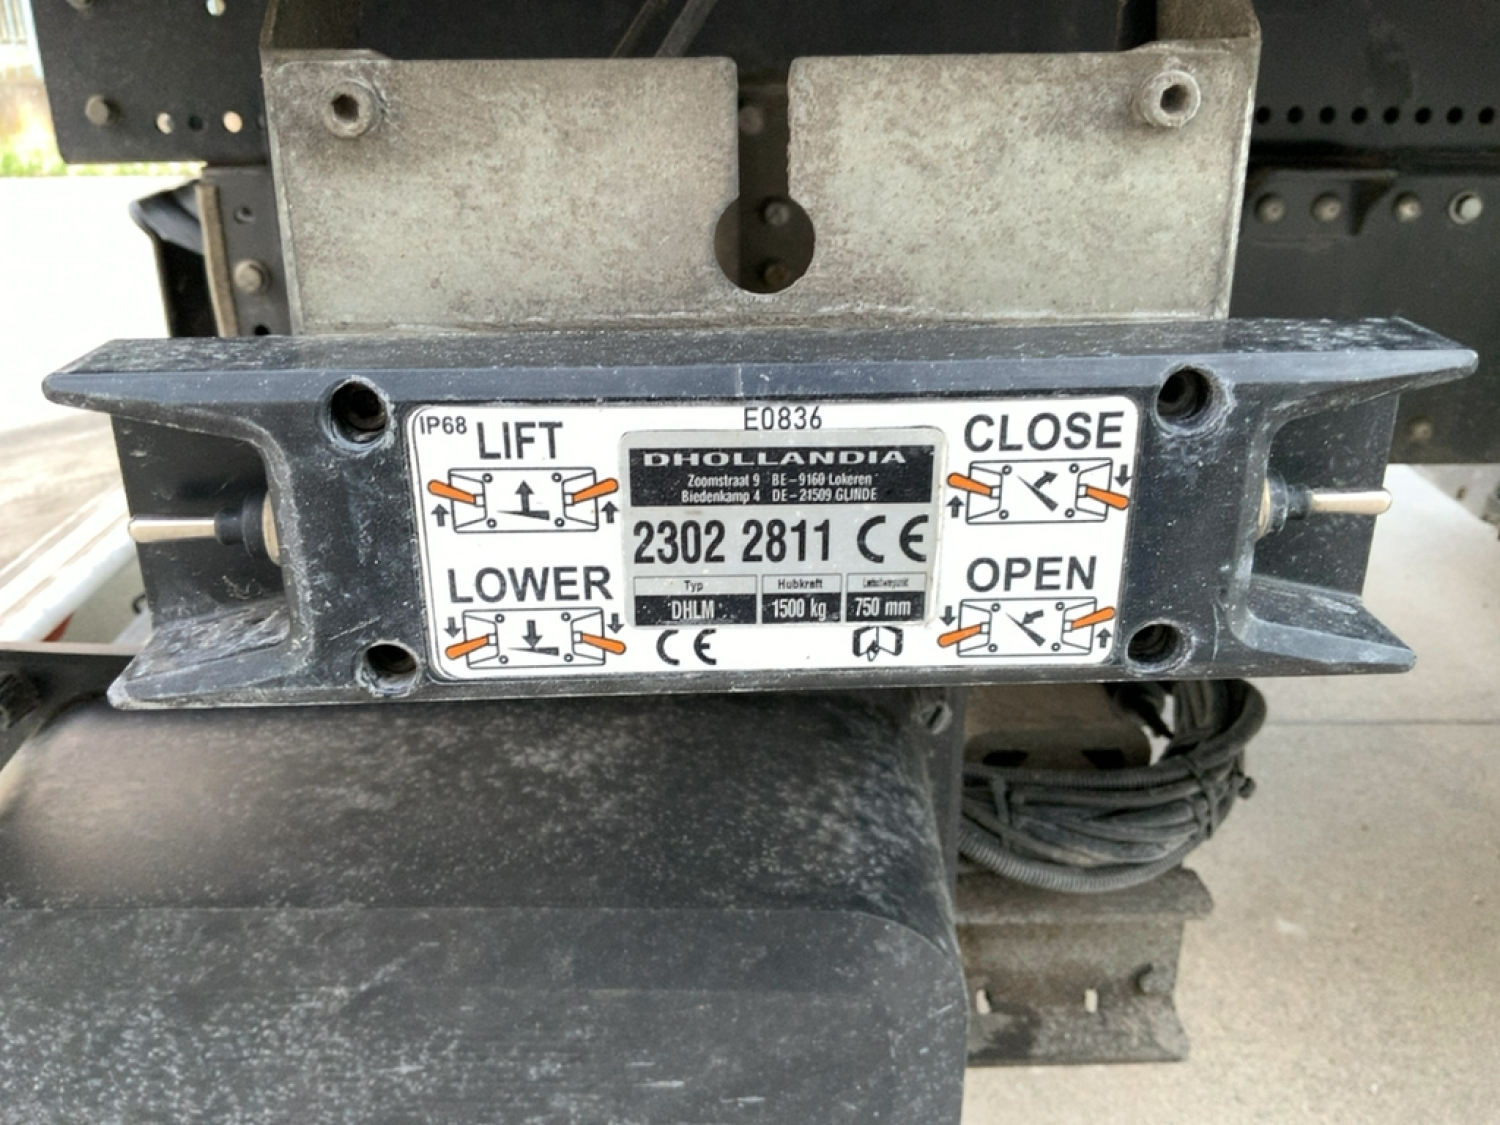 IP68
LIFT
E0836
CLOSE
DHOLLANDIA
Zoomstraat 9 BE-9160 Lokeren
Biedenkamp 4 DE-21509 GLINDE
2302 2811 CE
LOWER
OPEN
Typ Hubkraft
DHLM 1500 kg 750 mm
CE